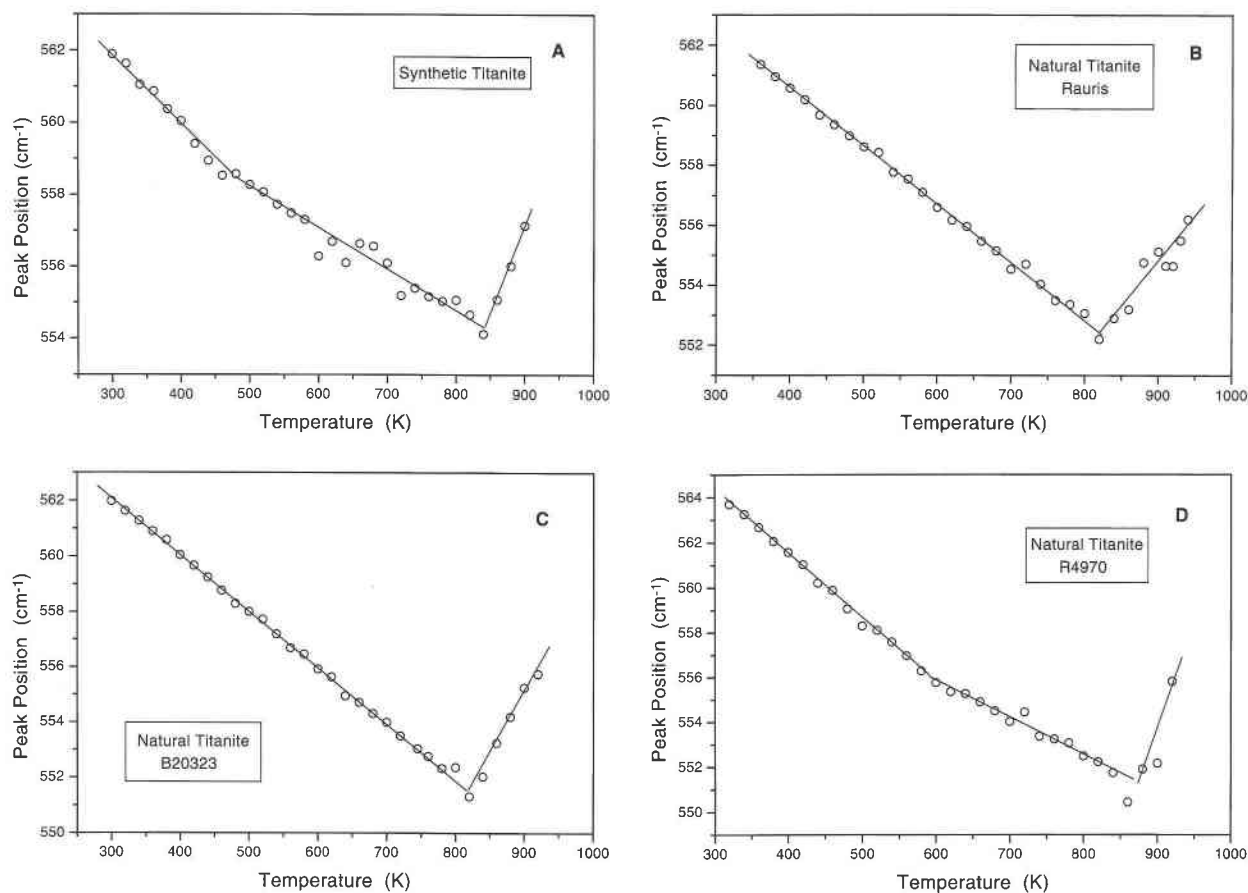 A
Synthetic Titanite
Peak Position (cm-1)
562
560
558
556
554
300 400 500 600 700 800 900 1000
Temperature (K)
B
Natural Titanite
Rauris
Peak Position (cm-1)
560
558
556
554
552
300 400 500 600 700 800 900 1000
Temperature (K)
C
Natural Titanite
B20323
Peak Position (cm-1)
562
560
558
556
554
552
550
300 400 500 600 700 800 900 1000
Temperature (K)
D
Natural Titanite
R4970
Peak Position (cm-1)
564
562
560
558
556
554
552
550
300 400 500 600 700 800 900 1000
Temperature (K)